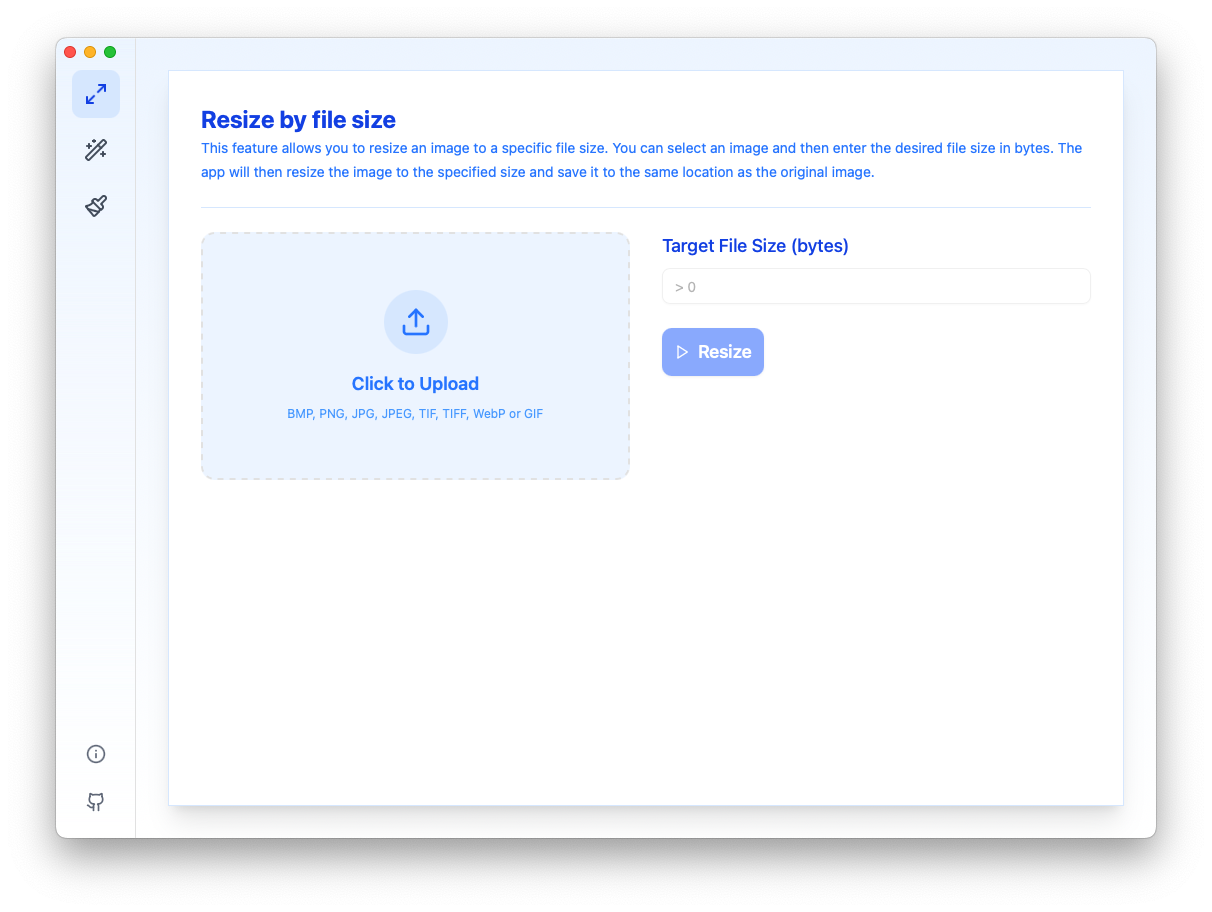 Resize by file size
This feature allows you to resize an image to a specific file size. You can select an image and then enter the desired file size in bytes. The
app will then resize the image to the specified size and save it to the same location as the original image.
Target File Size (bytes)
> 0
Resize
Click to Upload
BMP, PNG, JPG, JPEG, TIF, TIFF, WebP or GIF